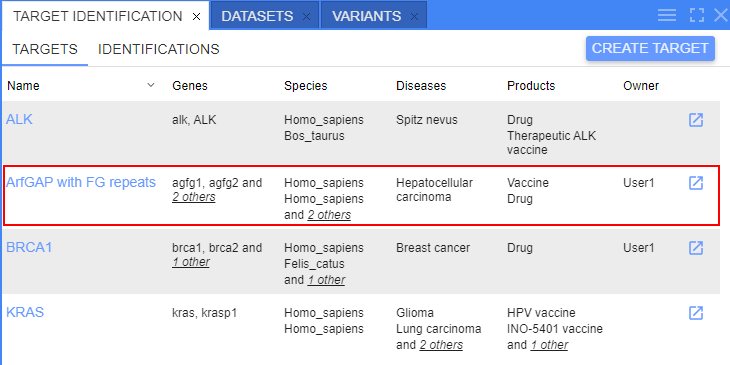 TARGET IDENTIFICATION DATASETS VARIANTS
TARGETS IDENTIFICATIONS CREATE TARGET
Name Genes Species Diseases Products Owner
ALK alk, ALK Homo_sapiens Spitz nevus Drug
Bos_taurus Therapeutic ALK
vaccine
ArfGAP with FG repeats agfg1, agfg2 and Homo_sapiens Hepatocellular Vaccine User1
2 others Homo_sapiens carcinoma Drug
and 2 others
BRCA1 brca1, brca2 and Homo_sapiens Breast cancer Drug User1
1 other Felis_catus
and 1 other
KRAS kras, krasp1 Homo_sapiens Glioma HPV vaccine
Homo_sapiens Lung carcinoma INO-5401 vaccine
and 2 others and 1 other